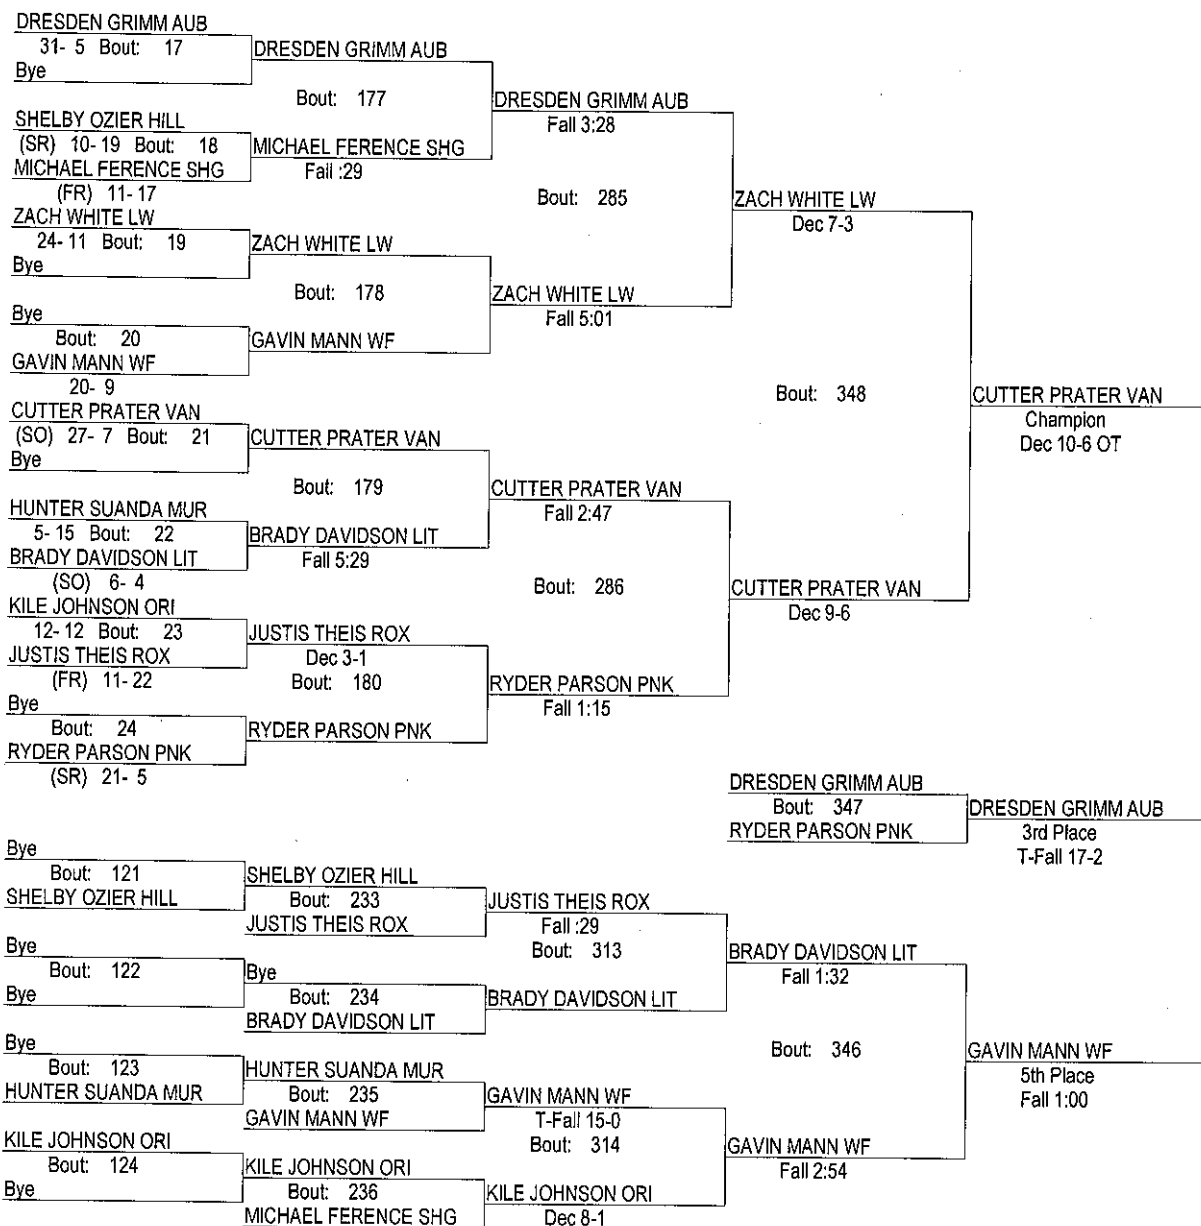 DRESDEN GRIMM AUB
31- 5 Bout: 17
Bye
DRESDEN GRIMM AUB
Bout: 177
DRESDEN GRIMM AUB
Fall 3:28
SHELBY OZIER HILL
(SR) 10- 19 Bout: 18
MICHAEL FERENCE SHG
(FR) 11- 17
MICHAEL FERENCE SHG
Fall :29
Bout: 285
ZACH WHITE LW
Dec 7-3
ZACH WHITE LW
24- 11 Bout: 19
Bye
ZACH WHITE LW
Bout: 178
ZACH WHITE LW
Fall 5:01
Bye
Bout: 20
GAVIN MANN WF
20- 9
GAVIN MANN WF
Bout: 348
CUTTER PRATER VAN
Champion
Dec 10-6 OT
CUTTER PRATER VAN
(SO) 27- 7 Bout: 21
Bye
CUTTER PRATER VAN
Bout: 179
CUTTER PRATER VAN
Fall 2:47
HUNTER SUANDA MUR
5- 15 Bout: 22
BRADY DAVIDSON LIT
(SO) 6- 4
BRADY DAVIDSON LIT
Fall 5:29
Bout: 286
CUTTER PRATER VAN
Dec 9-6
KILE JOHNSON ORI
12- 12 Bout: 23
JUSTIS THEIS ROX
(FR) 11- 22
JUSTIS THEIS ROX
Dec 3-1
Bout: 180
RYDER PARSON PNK
Fall 1:15
Bye
Bout: 24
RYDER PARSON PNK
(SR) 21- 5
RYDER PARSON PNK
DRESDEN GRIMM AUB
Bout: 347
RYDER PARSON PNK
DRESDEN GRIMM AUB
3rd Place
T-Fall 17-2
Bye
Bout: 121
SHELBY OZIER HILL
SHELBY OZIER HILL
Bout: 233
JUSTIS THEIS ROX
JUSTIS THEIS ROX
Fall :29
Bout: 313
BRADY DAVIDSON LIT
Fall 1:32
Bye
Bout: 122
Bye
Bye
Bout: 234
BRADY DAVIDSON LIT
BRADY DAVIDSON LIT
Bout: 346
GAVIN MANN WF
5th Place
Fall 1:00
Bye
Bout: 123
HUNTER SUANDA MUR
HUNTER SUANDA MUR
Bout: 235
GAVIN MANN WF
GAVIN MANN WF
T-Fall 15-0
Bout: 314
GAVIN MANN WF
Fall 2:54
KILE JOHNSON ORI
Bout: 124
Bye
KILE JOHNSON ORI
Bout: 236
MICHAEL FERENCE SHG
KILE JOHNSON ORI
Dec 8-1